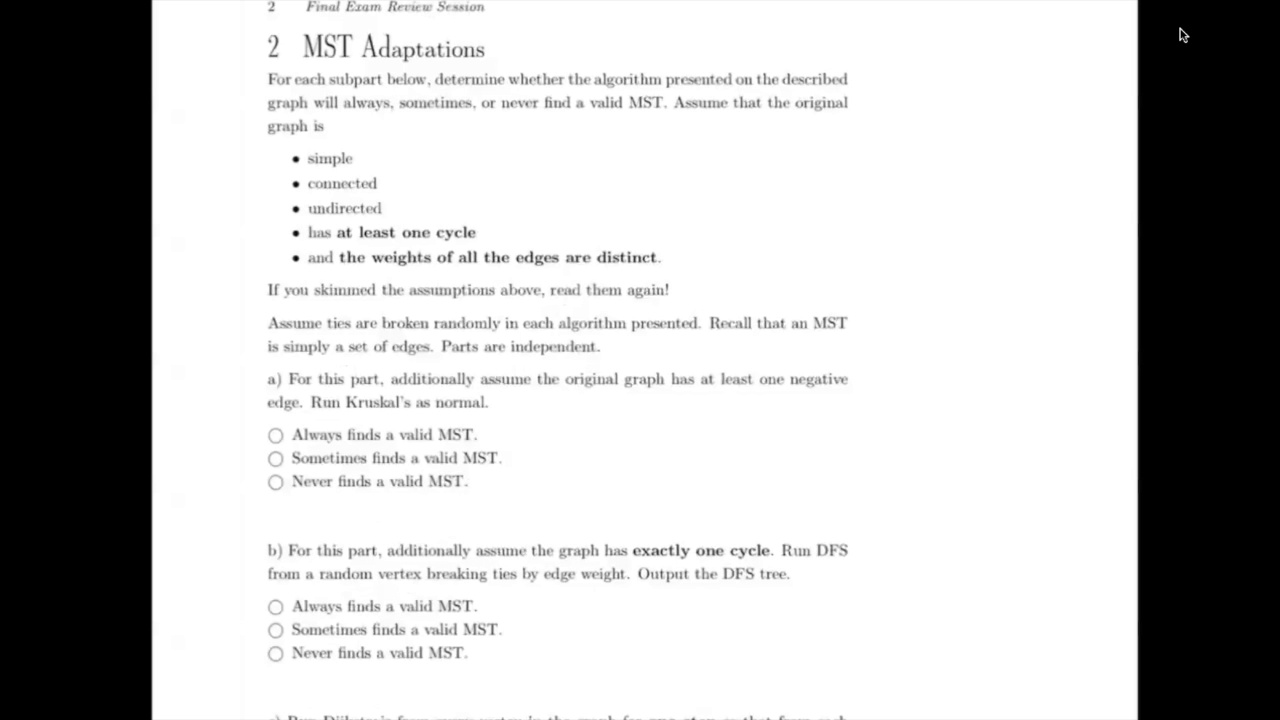 2 Final Exam Review Session
2 MST Adaptations
For each subpart below, determine whether the algorithm presented on the described
graph will always, sometimes, or never find a valid MST. Assume that the original
graph is
• simple
• connected
• undirected
• has at least one cycle
• and the weights of all the edges are distinct.
If you skimmed the assumptions above, read them again!
Assume ties are broken randomly in each algorithm presented. Recall that an MST
is simply a set of edges. Parts are independent.
a) For this part, additionally assume the original graph has at least one negative
edge. Run Kruskal's as normal.
○ Always finds a valid MST.
○ Sometimes finds a valid MST.
○ Never finds a valid MST.
b) For this part, additionally assume the graph has exactly one cycle. Run DFS
from a random vertex breaking ties by edge weight. Output the DFS tree.
○ Always finds a valid MST.
○ Sometimes finds a valid MST.
○ Never finds a valid MST.